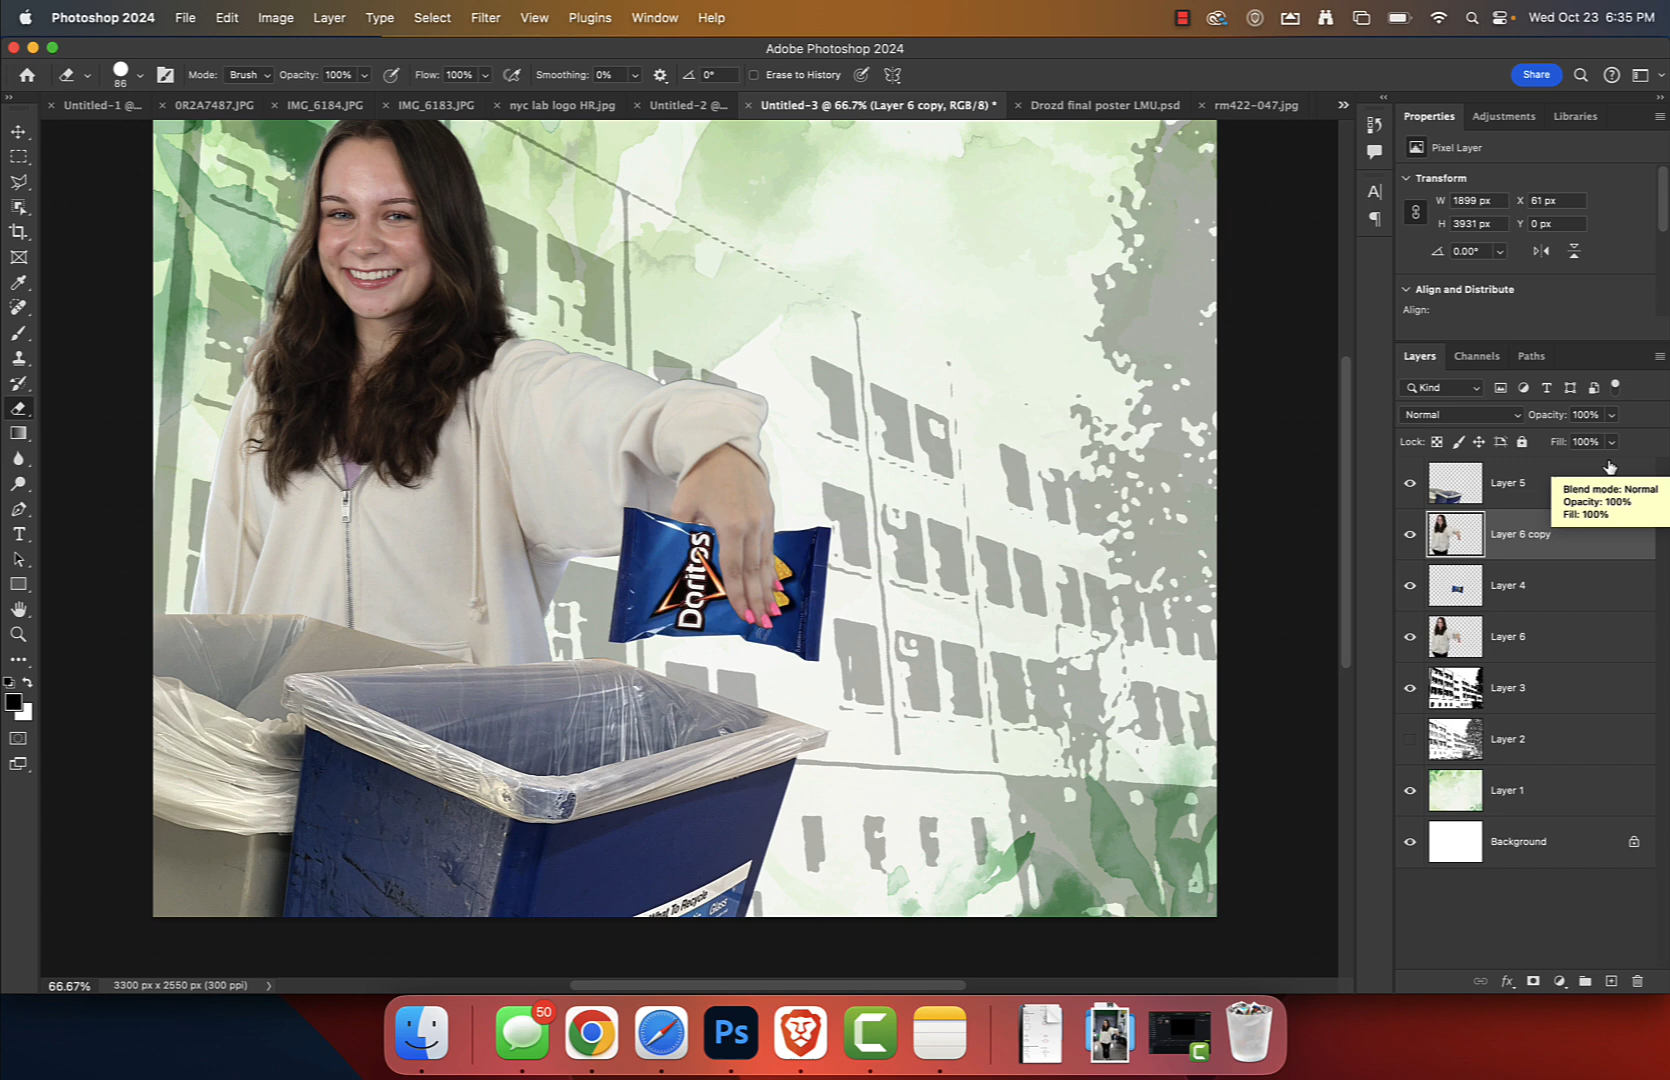 Photoshop 2024 File Edit Image Layer Type Select Filter View Plugins Window Help Wed Oct 23 6:35 PM
Adobe Photoshop 2024
86 Mode: Brush Opacity: 100% Flow: 100% Smoothing: 0% 0° Erase to History Share
Untitled-1 @... 0R2A7487.JPG IMG_6184.JPG IMG_6183.JPG nyc lab logo HR.jpg Untitled-2 @... Untitled-3 @ 66.7% (Layer 6 copy, RGB/8) * Drozd final poster LMU.psd rm422-047.jpg
Properties Adjustments Libraries
Pixel Layer
Transform
W 1899 px X 61 px
H 3931 px Y 0 px
0.00°
Align and Distribute
Align:
Layers Channels Paths
Kind
Normal Opacity: 100%
Lock: Fill: 100%
Layer 5
Blend mode: Normal
Opacity: 100%
Fill: 100%
Layer 6 copy
Layer 4
Layer 6
Layer 3
Layer 2
Layer 1
Background
Doritos
What To Recycle
Glass
66.67% 3300 px x 2550 px (300 ppi)
50
Ps